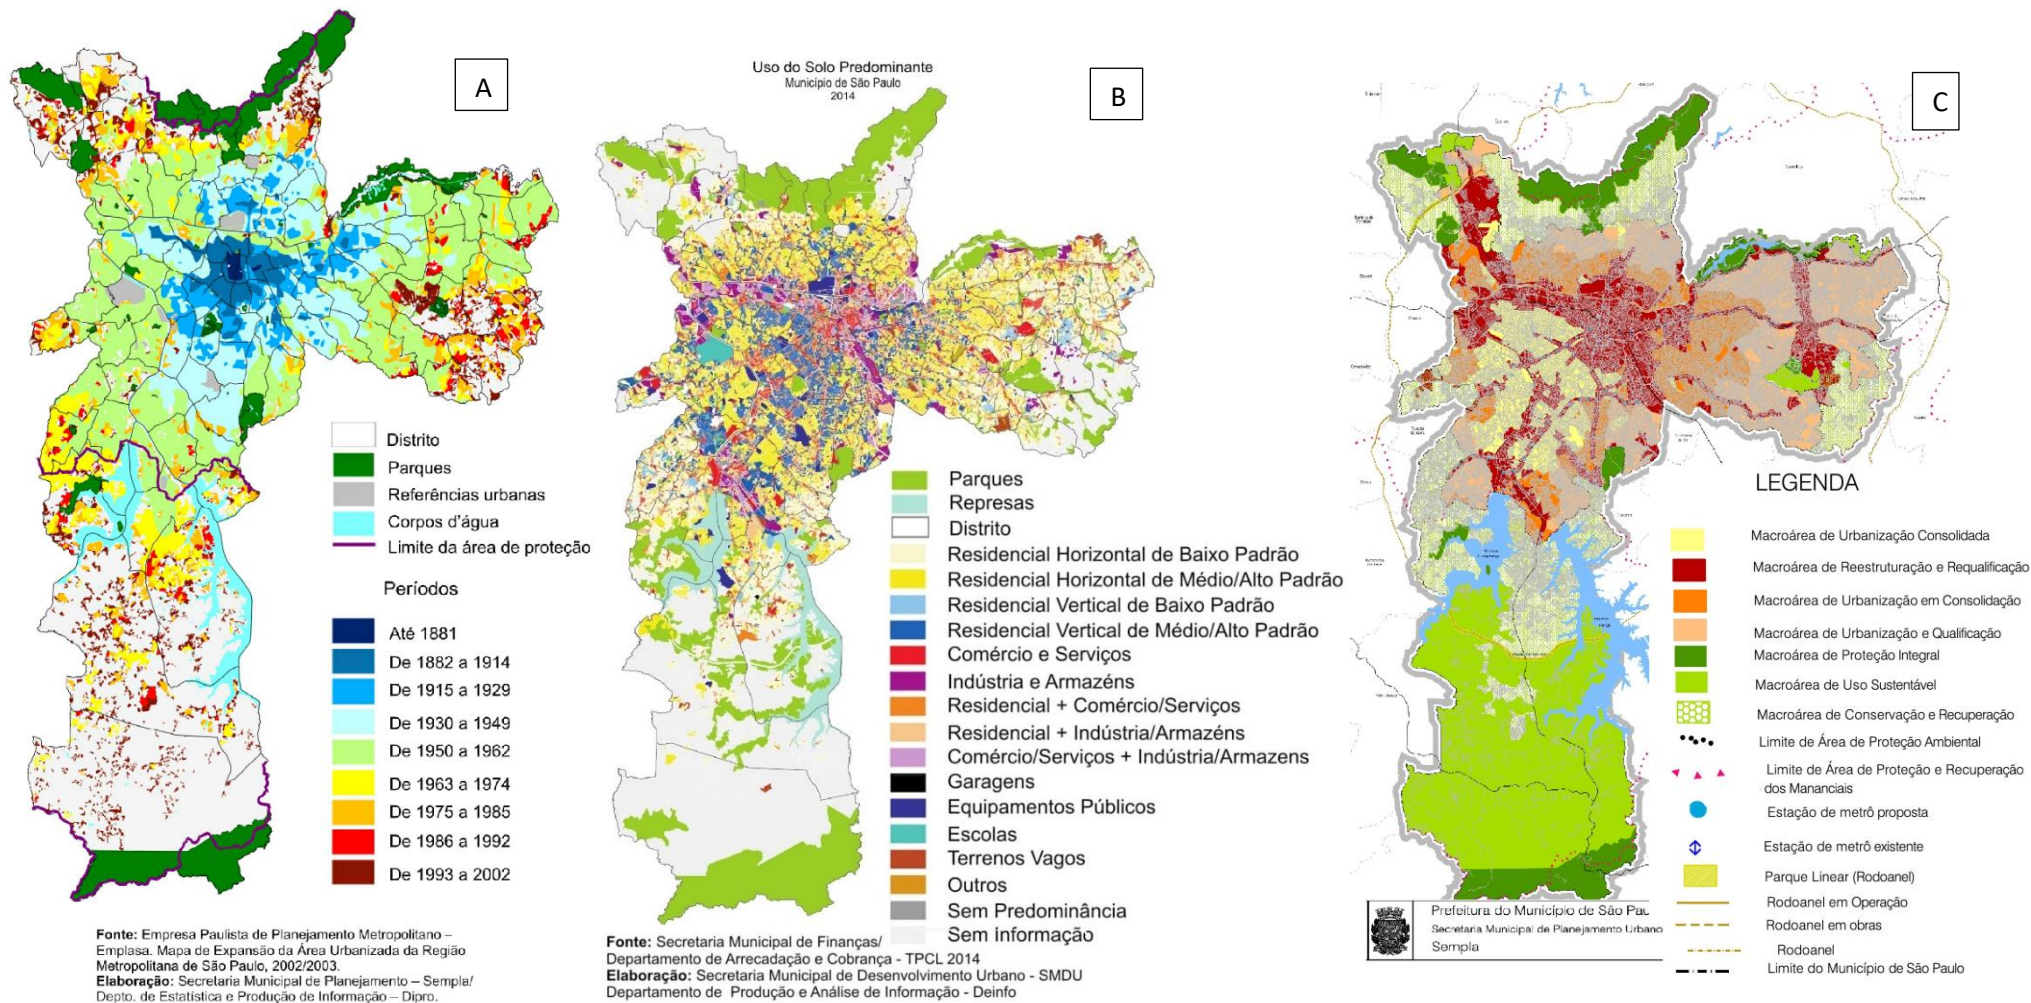 A
Distrito
Parques
Referências urbanas
Corpos d'água
Limite da área de proteção
Períodos
Até 1881
De 1882 a 1914
De 1915 a 1929
De 1930 a 1949
De 1950 a 1962
De 1963 a 1974
De 1975 a 1985
De 1986 a 1992
De 1993 a 2002
Fonte: Empresa Paulista de Planejamento Metropolitano –
Emplasa. Mapa de Expansão da Área Urbanizada da Região
Metropolitana de São Paulo, 2002/2003.
Elaboração: Secretaria Municipal de Planejamento – Sempla/
Depto. de Estatística e Produção de Informação – Dipro.
Uso do Solo Predominante
Município de São Paulo
2014
B
Parques
Represas
Distrito
Residencial Horizontal de Baixo Padrão
Residencial Horizontal de Médio/Alto Padrão
Residencial Vertical de Baixo Padrão
Residencial Vertical de Médio/Alto Padrão
Comércio e Serviços
Indústria e Armazéns
Residencial + Comércio/Serviços
Residencial + Indústria/Armazéns
Comércio/Serviços + Indústria/Armazens
Garagens
Equipamentos Públicos
Escolas
Terrenos Vagos
Outros
Sem Predominância
Sem Informação
Fonte: Secretaria Municipal de Finanças/
Departamento de Arrecadação e Cobrança - TPCL 2014
Elaboração: Secretaria Municipal de Desenvolvimento Urbano - SMDU
Departamento de Produção e Análise de Informação - Deinfo
C
LEGENDA
Macroárea de Urbanização Consolidada
Macroárea de Reestruturação e Requalificação
Macroárea de Urbanização em Consolidação
Macroárea de Urbanização e Qualificação
Macroárea de Proteção Integral
Macroárea de Uso Sustentável
Macroárea de Conservação e Recuperação
Limite de Área de Proteção Ambiental
Limite de Área de Proteção e Recuperação
dos Mananciais
Estação de metrô proposta
Estação de metrô existente
Parque Linear (Rodoanel)
Rodoanel em Operação
Rodoanel em obras
Rodoanel
Limite do Município de São Paulo
Prefeitura do Município de São Pau
Secretaria Municipal de Planejamento Urbano
Sempla